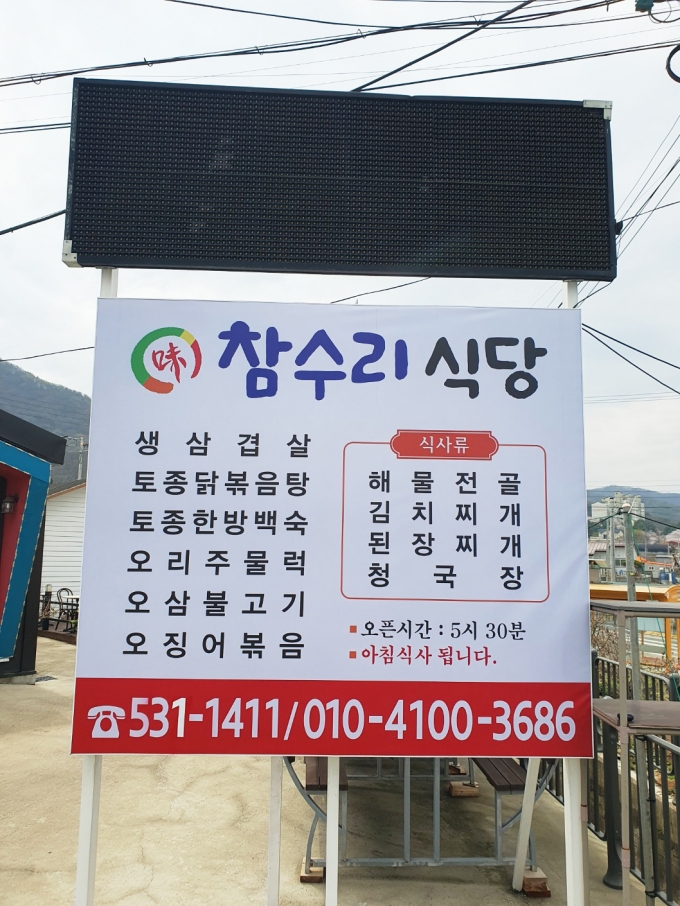 味 참수리 식당
생삼겹살
토종닭볶음탕
토종한방백숙
오리주물럭
오삼불고기
오징어볶음
식사류
해물전골
김치찌개
된장찌개
청국장
오픈시간 : 5시 30분
아침식사 됩니다.
☎531-1411/010-4100-3686